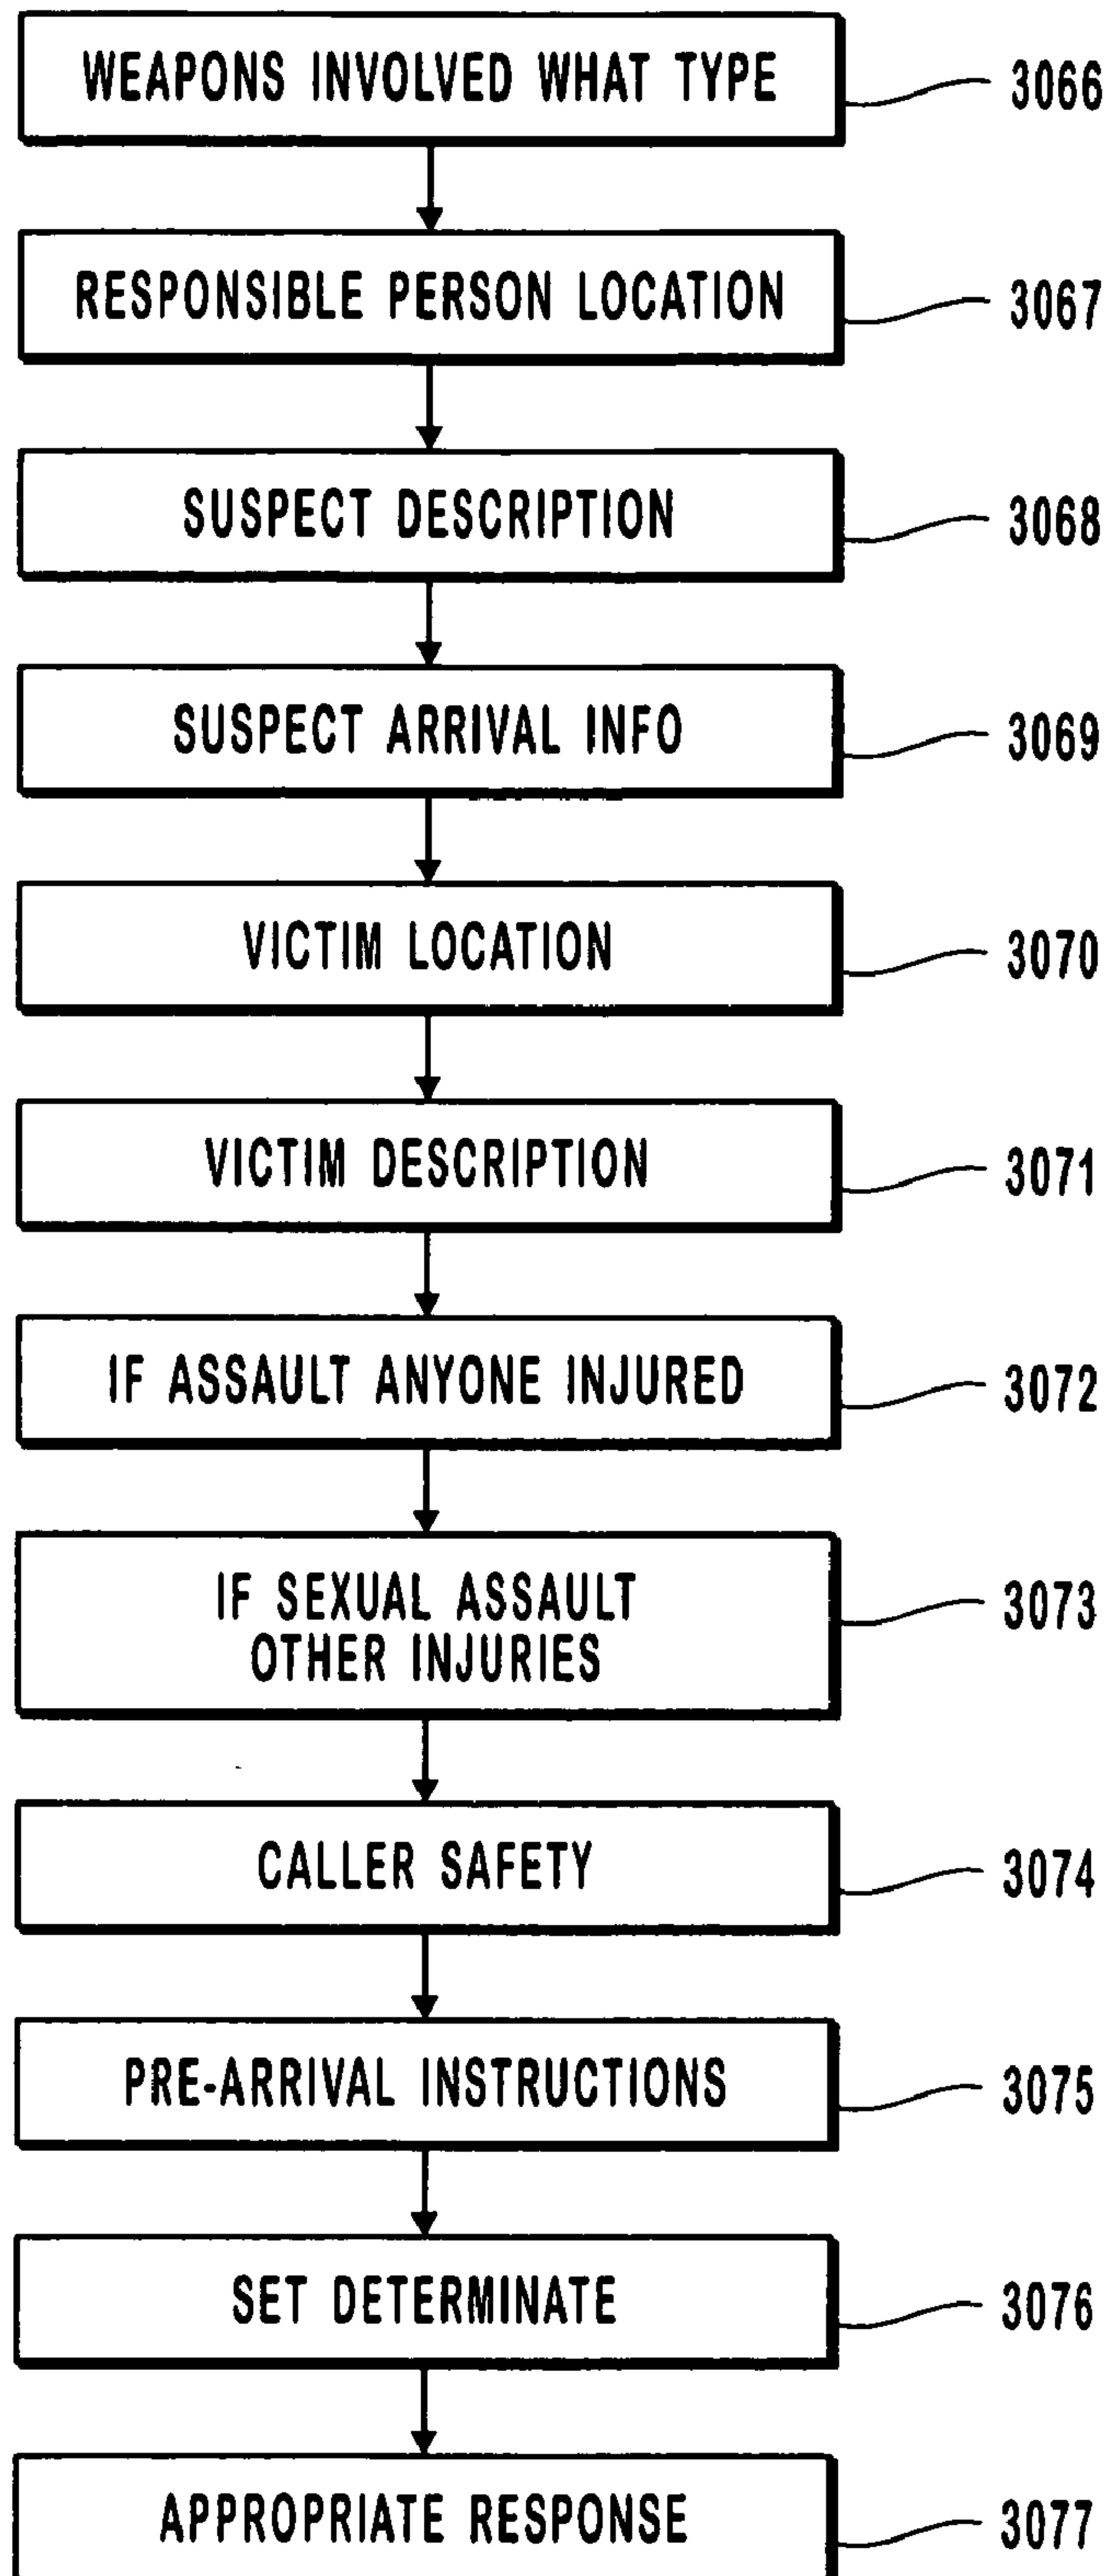 WEAPONS INVOLVED WHAT TYPE 3066
RESPONSIBLE PERSON LOCATION 3067
SUSPECT DESCRIPTION 3068
SUSPECT ARRIVAL INFO 3069
VICTIM LOCATION 3070
VICTIM DESCRIPTION 3071
IF ASSAULT ANYONE INJURED 3072
IF SEXUAL ASSAULT 3073
OTHER INJURIES
CALLER SAFETY 3074
PRE-ARRIVAL INSTRUCTIONS 3075
SET DETERMINATE 3076
APPROPRIATE RESPONSE 3077